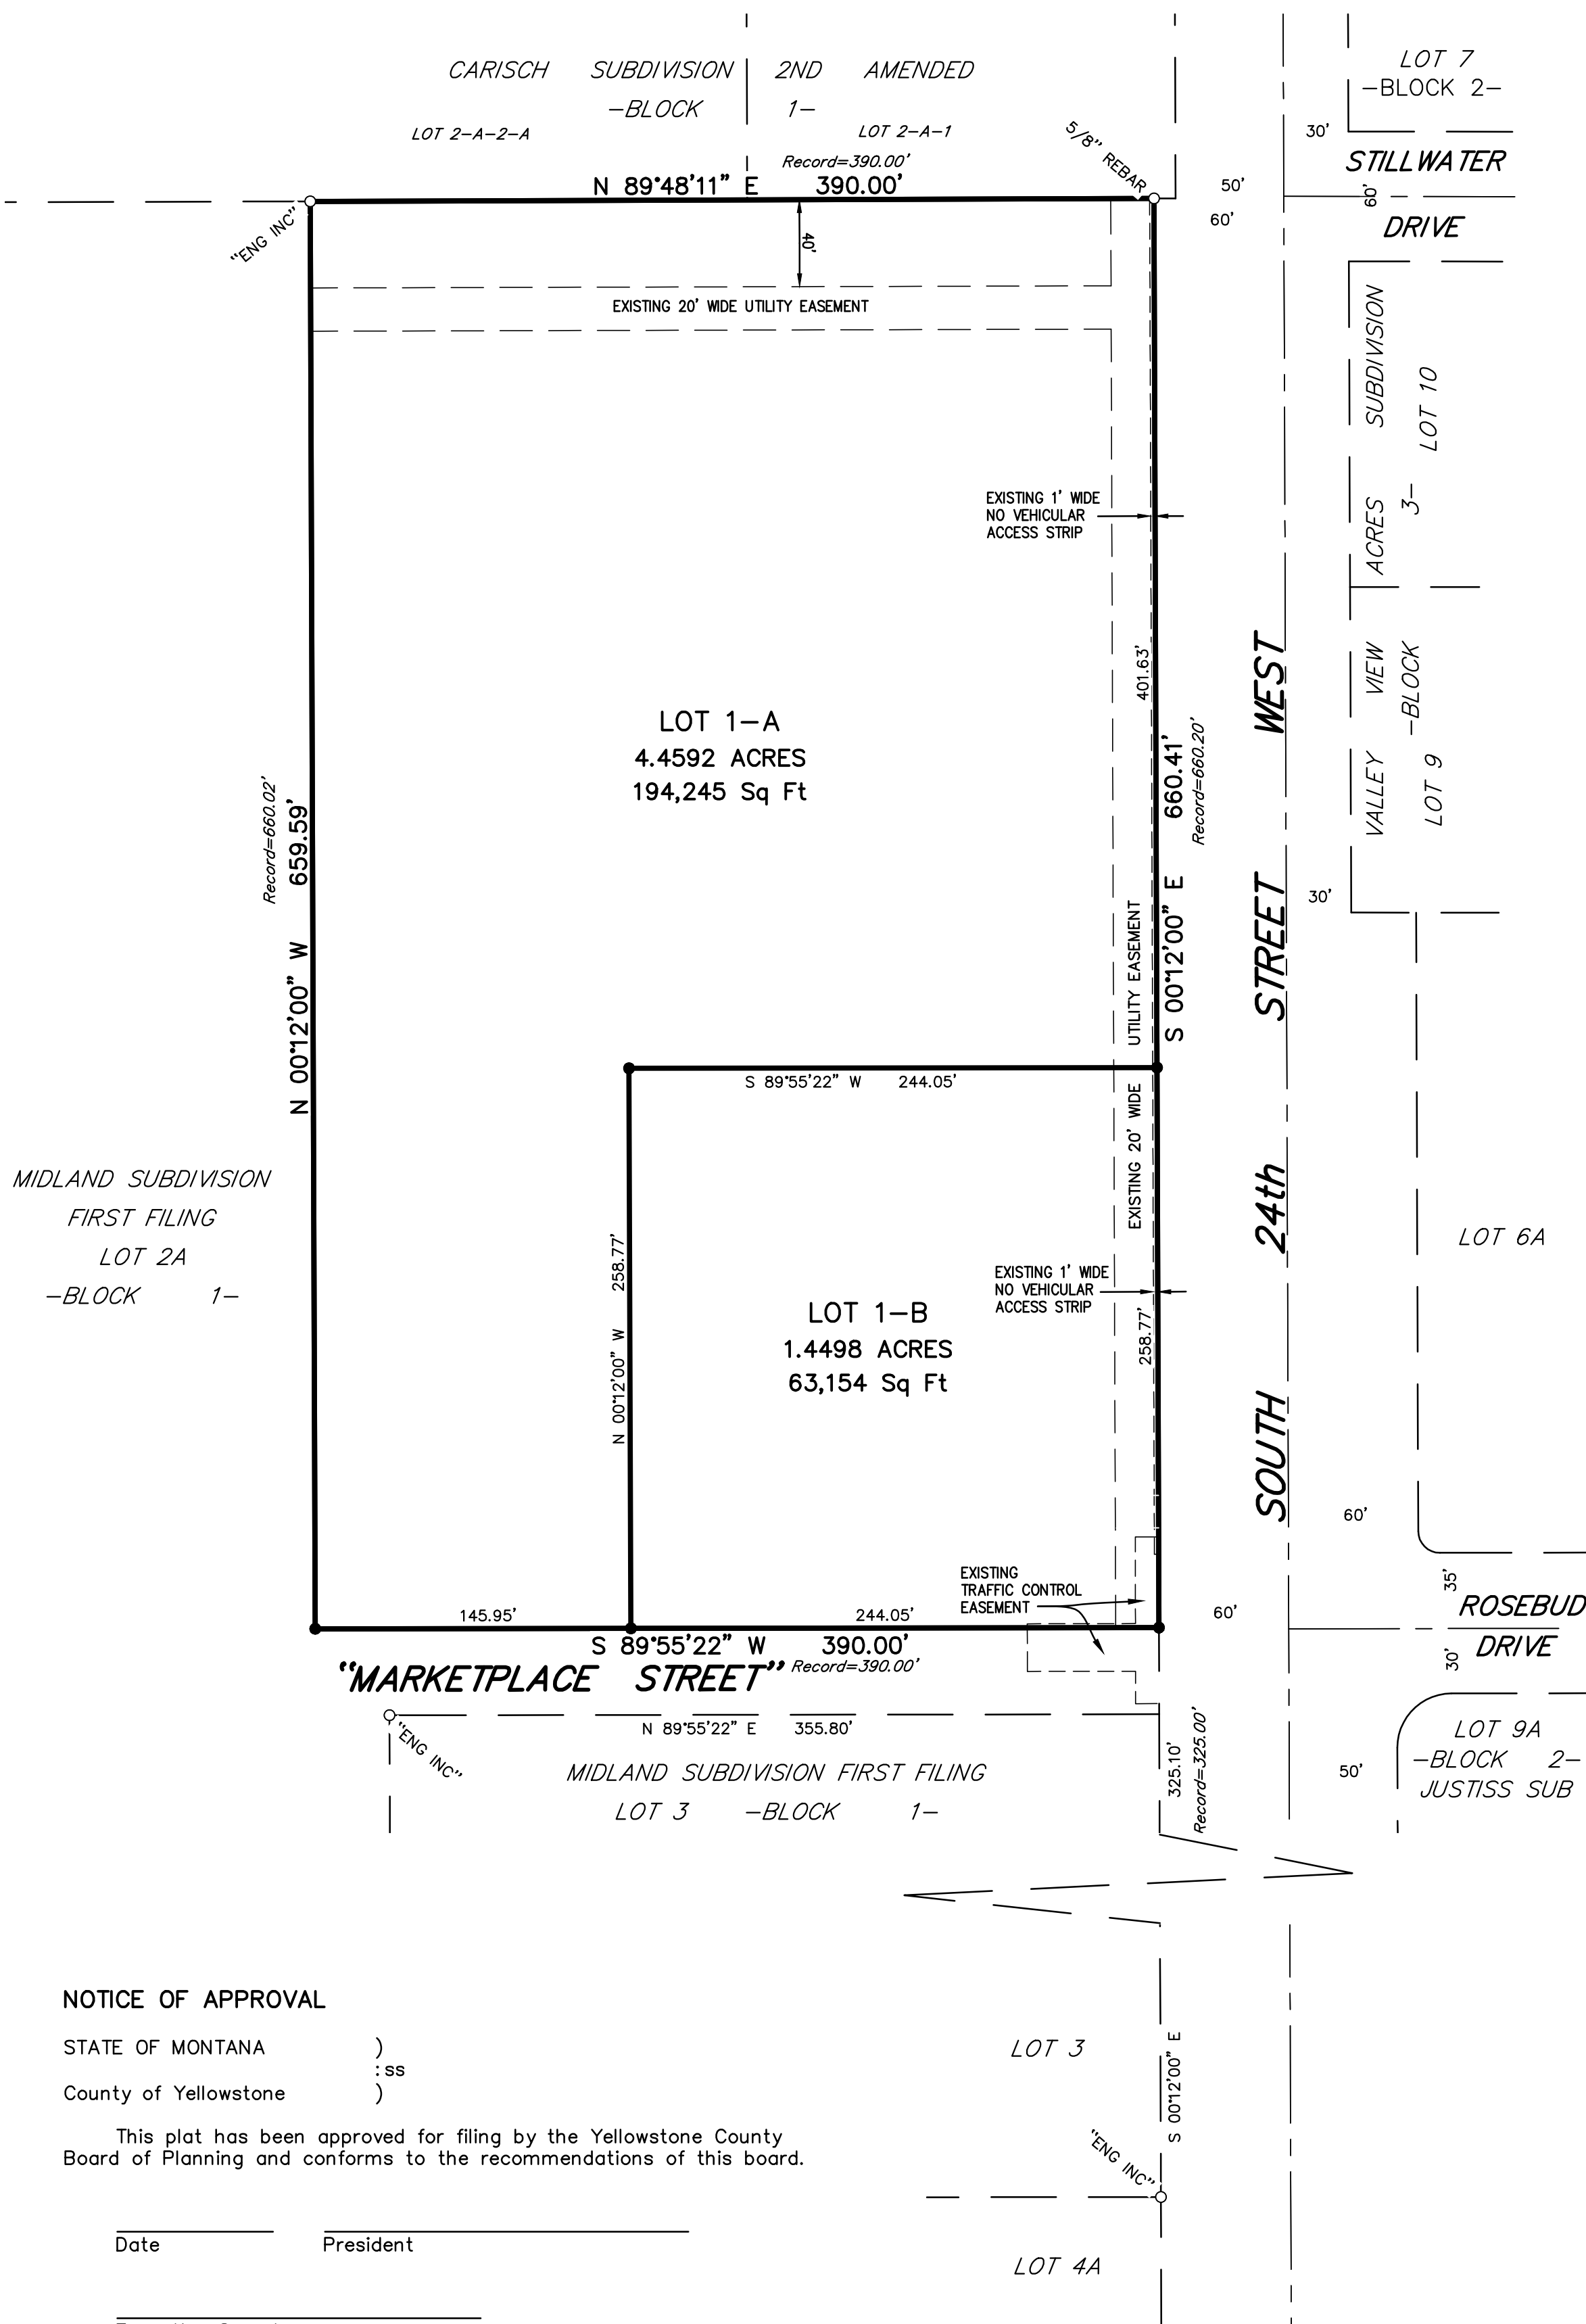 CARISCH SUBDIVISION 2ND AMENDED
-BLOCK 1-
LOT 2-A-2-A
LOT 2-A-1
Record=390.00'
N 89°48'11" E 390.00'
5/8" REBAR
"ENG INC"
40'
EXISTING 20' WIDE UTILITY EASEMENT
LOT 7
-BLOCK 2-
30'
STILLWATER
50'
60'
60'
DRIVE
EXISTING 1' WIDE
NO VEHICULAR
ACCESS STRIP
401.63'
LOT 1-A
4.4592 ACRES
194,245 Sq Ft
S 00°12'00" E 660.41'
Record=660.20'
Record=660.02'
N 00°12'00" W 659.59'
EXISTING 20' WIDE UTILITY EASEMENT
SOUTH 24th STREET WEST
VALLEY VIEW ACRES SUBDIVISION
-BLOCK 3-
LOT 10
LOT 9
30'
S 89°55'22" W 244.05'
MIDLAND SUBDIVISION
FIRST FILING
LOT 2A
-BLOCK 1-
N 00°12'00" W 258.77'
LOT 1-B
1.4498 ACRES
63,154 Sq Ft
EXISTING 1' WIDE
NO VEHICULAR
ACCESS STRIP
258.77'
LOT 6A
60'
EXISTING
TRAFFIC CONTROL
EASEMENT
145.95'
244.05'
60'
35'
ROSEBUD
DRIVE
30'
S 89°55'22" W 390.00'
Record=390.00'
"MARKETPLACE STREET"
N 89°55'22" E 355.80'
"ENG INC"
MIDLAND SUBDIVISION FIRST FILING
LOT 3 -BLOCK 1-
325.10'
Record=325.00'
50'
LOT 9A
-BLOCK 2-
JUSTISS SUB
LOT 3
S 00°12'00" E
"ENG INC"
LOT 4A
NOTICE OF APPROVAL
STATE OF MONTANA )
:ss
County of Yellowstone )
This plat has been approved for filing by the Yellowstone County
Board of Planning and conforms to the recommendations of this board.
Date President